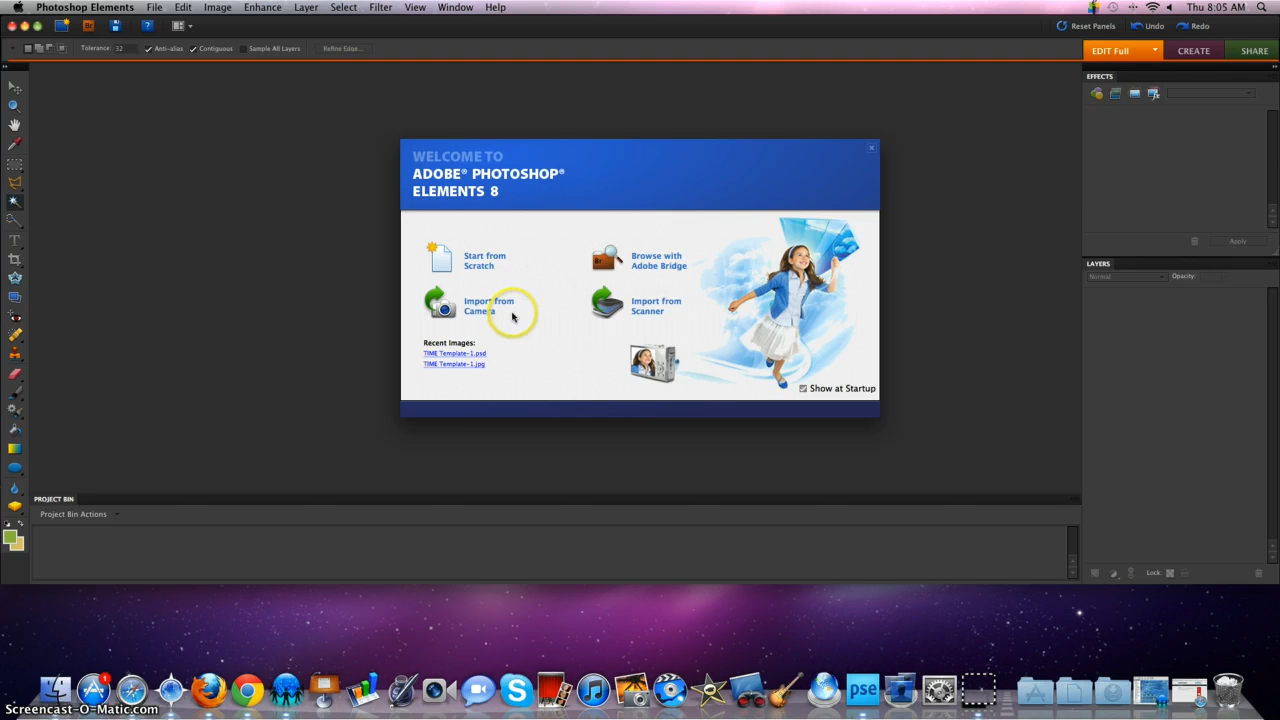 Photoshop Elements File Edit Image Enhance Layer Select Filter View Window Help Thu 8:05 AM
Br ? Reset Panels Undo Redo
Tolerance: 32 Anti-alias Contiguous Sample All Layers Refine Edge... EDIT Full CREATE SHARE
EFFECTS
WELCOME TO
ADOBE® PHOTOSHOP®
ELEMENTS 8
Start from
Scratch
Browse with
Adobe Bridge
Import from
Camera
Import from
Scanner
Recent Images:
TIME Template-1.psd
TIME Template-1.jpg
Show at Startup
Apply
LAYERS
Normal Opacity:
Lock:
PROJECT BIN
Project Bin Actions
pse
Screencast-O-Matic.com